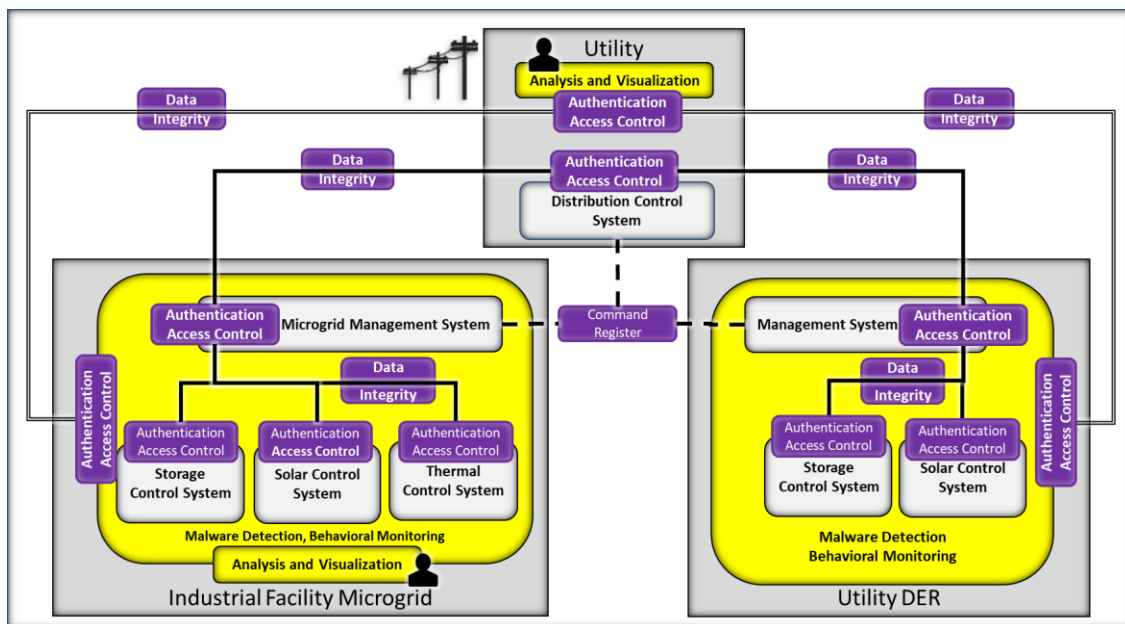 Utility
Analysis and Visualization
Data
Integrity
Authentication
Access Control
Data
Integrity
Data
Integrity
Authentication
Access Control
Data
Integrity
Distribution Control
System
Authentication
Access Control
Microgrid Management System
Command
Register
Management System
Authentication
Access Control
Data
Integrity
Data
Integrity
Authentication
Access Control
Authentication
Access Control
Authentication
Access Control
Authentication
Access Control
Authentication
Access Control
Authentication
Access Control
Authentication
Access Control
Storage
Control System
Solar Control
System
Thermal
Control System
Storage
Control System
Solar Control
System
Malware Detection, Behavioral Monitoring
Analysis and Visualization
Malware Detection
Behavioral Monitoring
Industrial Facility Microgrid
Utility DER